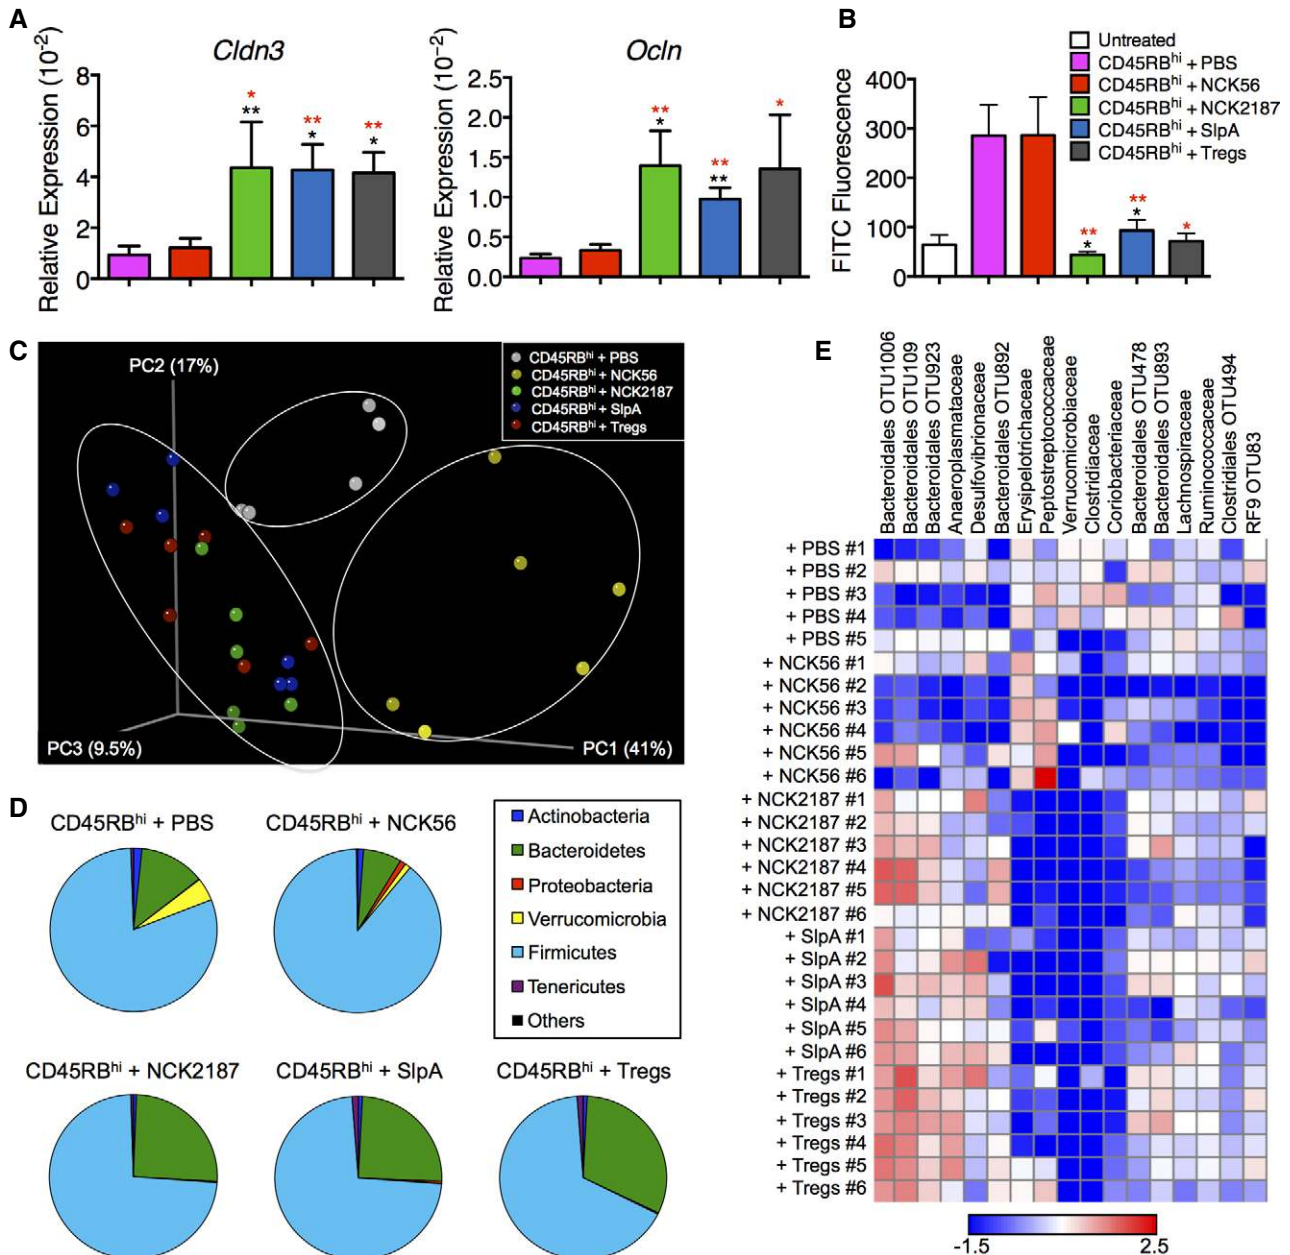 A
Cldn3
Relative Expression (10-2)
8
6
4
2
0
*
**
**
*
**
*
Ocln
Relative Expression (10−2)
2.5
2.0
1.5
1.0
0.5
0.0
**
*
**
**
*
B
Untreated
CD45RBhi + PBS
CD45RBhi + NCK56
CD45RBhi + NCK2187
CD45RBhi + SlpA
CD45RBhi + Tregs
FITC Fluorescence
400
300
200
100
0
**
*
**
*
*
C
PC2 (17%)
CD45RBhi + PBS
CD45RBhi + NCK56
CD45RBhi + NCK2187
CD45RBhi + SlpA
CD45RBhi + Tregs
PC3 (9.5%)
PC1 (41%)
D
CD45RBhi + PBS
CD45RBhi + NCK56
Actinobacteria
Bacteroidetes
Proteobacteria
Verrucomicrobia
Firmicutes
Tenericutes
Others
CD45RBhi + NCK2187
CD45RBhi + SlpA
CD45RBhi + Tregs
E
Bacteroidales OTU1006
Bacteroidales OTU109
Bacteroidales OTU923
Anaeroplasmataceae
Desulfovibrionaceae
Bacteroidales OTU892
Erysipelotrichaceae
Peptostreptococcaceae
Verrucomicrobiaceae
Clostridiaceae
Coriobacteriaceae
Bacteroidales OTU478
Bacteroidales OTU893
Lachnospiraceae
Ruminococcaceae
Clostridiales OTU494
RF9 OTU83
+ PBS #1
+ PBS #2
+ PBS #3
+ PBS #4
+ PBS #5
+ NCK56 #1
+ NCK56 #2
+ NCK56 #3
+ NCK56 #4
+ NCK56 #5
+ NCK56 #6
+ NCK2187 #1
+ NCK2187 #2
+ NCK2187 #3
+ NCK2187 #4
+ NCK2187 #5
+ NCK2187 #6
+ SlpA #1
+ SlpA #2
+ SlpA #3
+ SlpA #4
+ SlpA #5
+ SlpA #6
+ Tregs #1
+ Tregs #2
+ Tregs #3
+ Tregs #4
+ Tregs #5
+ Tregs #6
-1.5
2.5